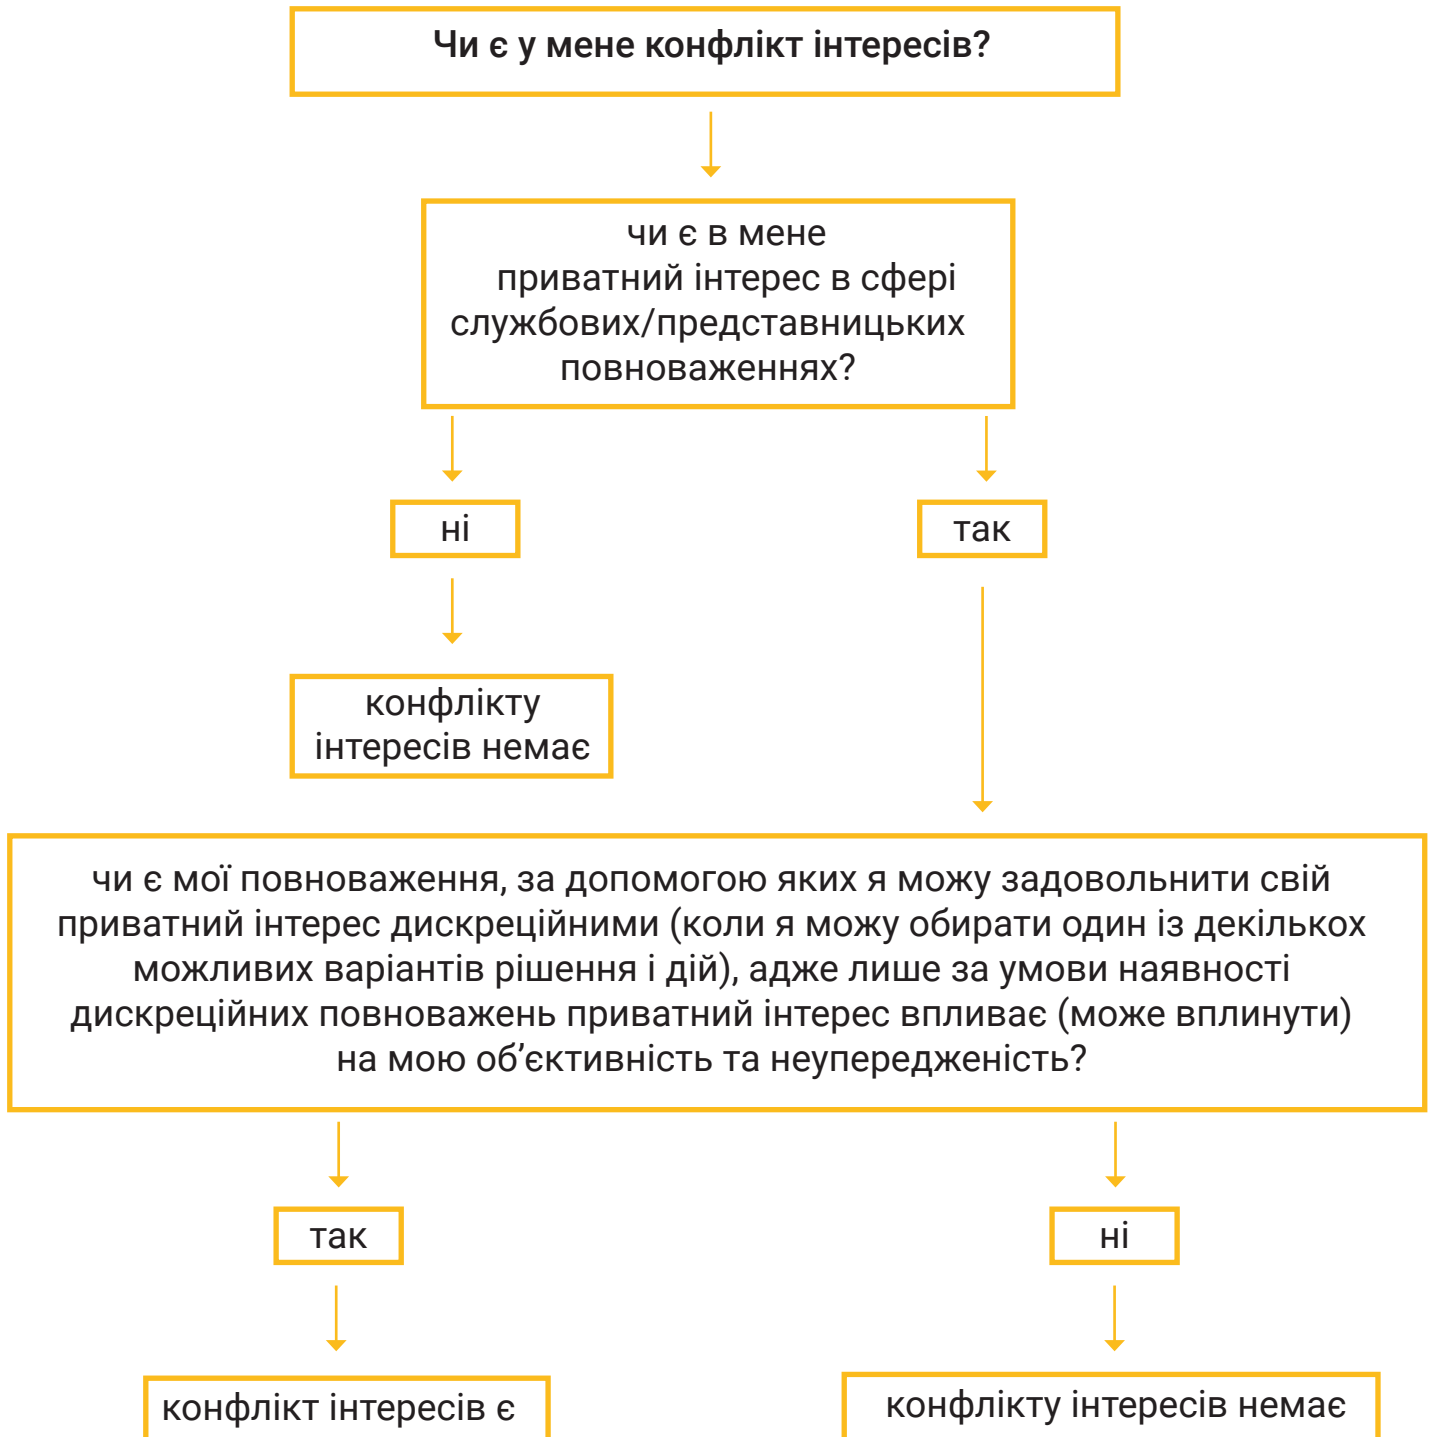 Чи є у мене конфлікт інтересів?
чи є в мене
приватний інтерес в сфері
службових/представницьких
повноваженнях?
ні
так
конфлікту
інтересів немає
чи є мої повноваження, за допомогою яких я можу задовольнити свій
приватний інтерес дискреційними (коли я можу обирати один із декількох
можливих варіантів рішення і дій), адже лише за умови наявності
дискреційних повноважень приватний інтерес впливає (може вплинути)
на мою об’єктивність та неупередженість?
так
ні
конфлікт інтересів є
конфлікту інтересів немає